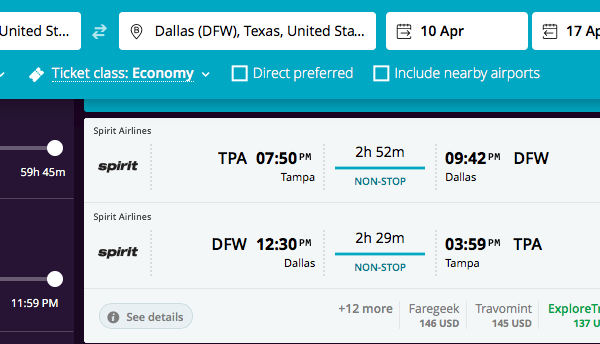 United St...
Dallas (DFW), Texas, United Sta...
10 Apr
17 Ap
Ticket class: Economy
Direct preferred
Include nearby airports
59h 45m
11:59 PM
Spirit Airlines
spirit
TPA 07:50 PM
Tampa
2h 52m
NON-STOP
09:42 PM DFW
Dallas
Spirit Airlines
spirit
DFW 12:30 PM
Dallas
2h 29m
NON-STOP
03:59 PM TPA
Tampa
See details
+12 more
Faregeek
146 USD
Travomint
145 USD
ExploreTr
137 U